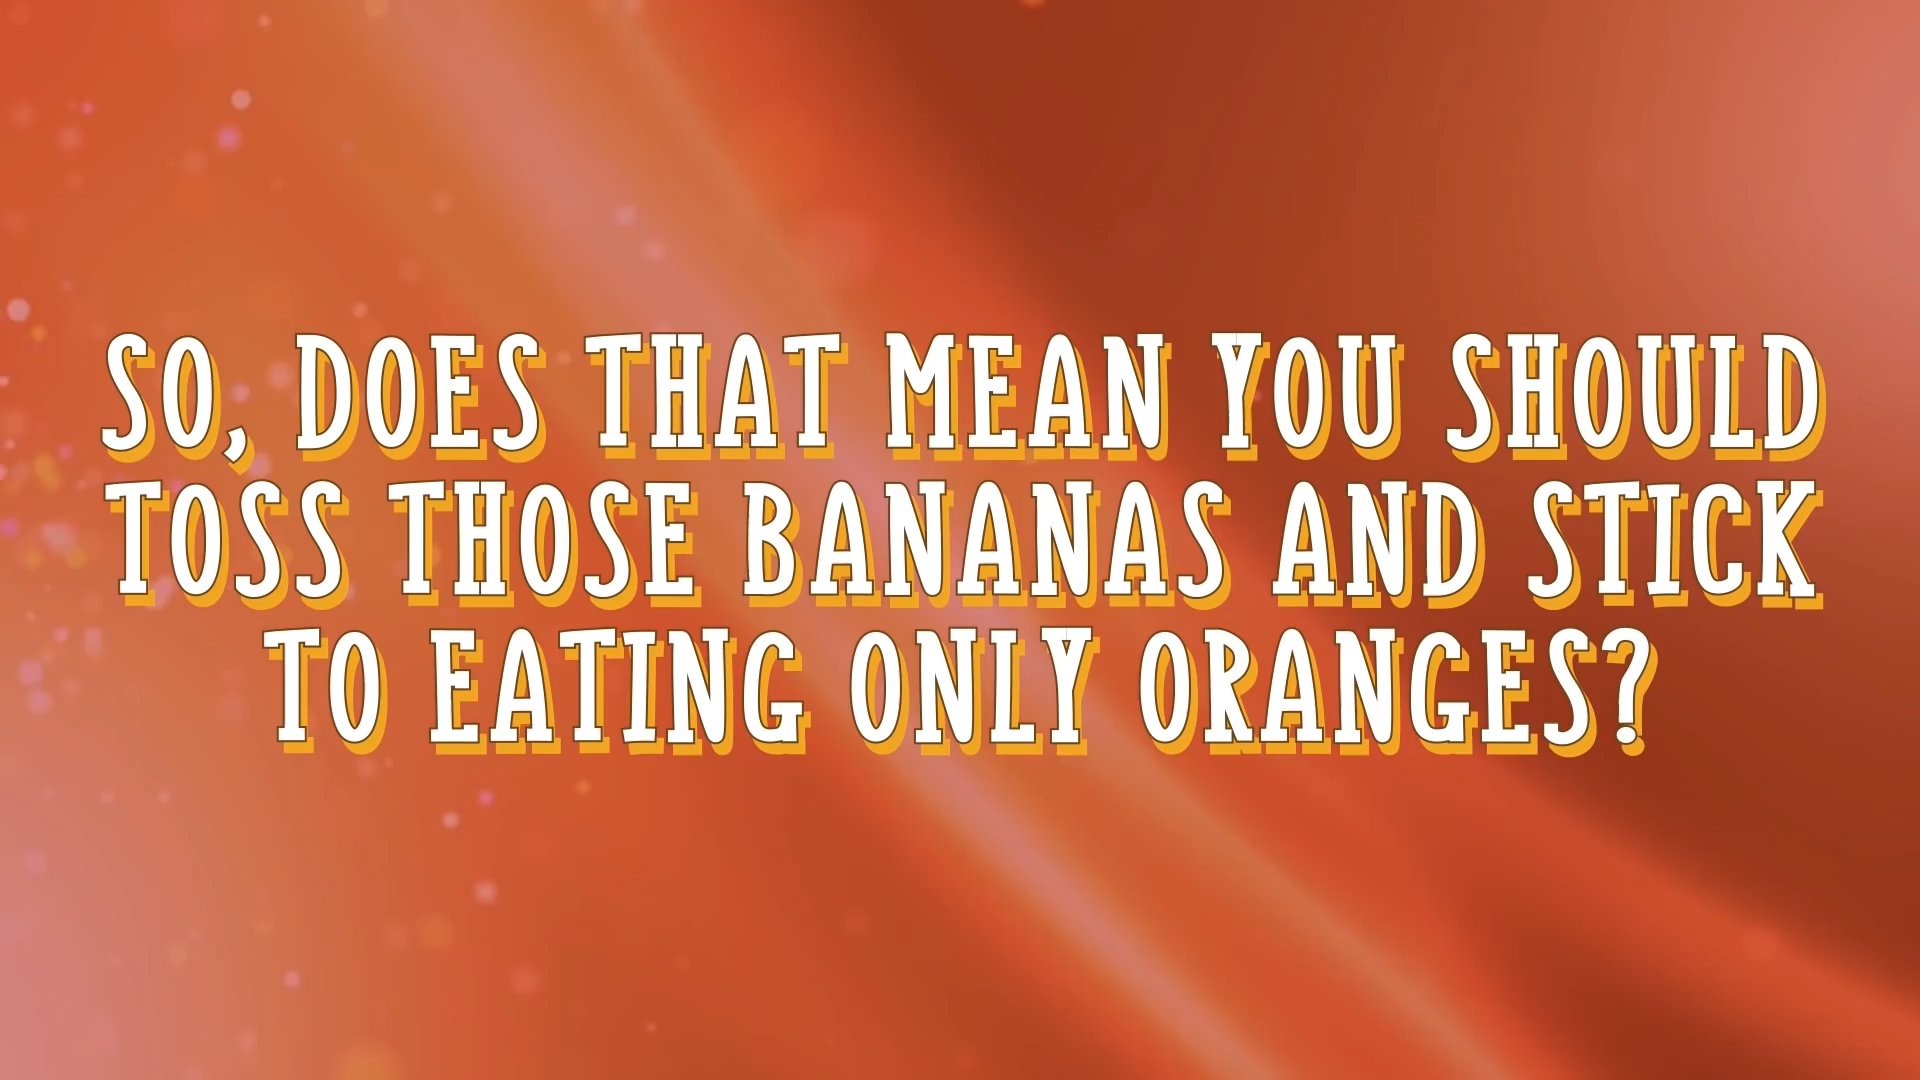 SO, DOES THAT MEAN YOU SHOULD
TOSS THOSE BANANAS AND STICK
TO EATING ONLY ORANGES?